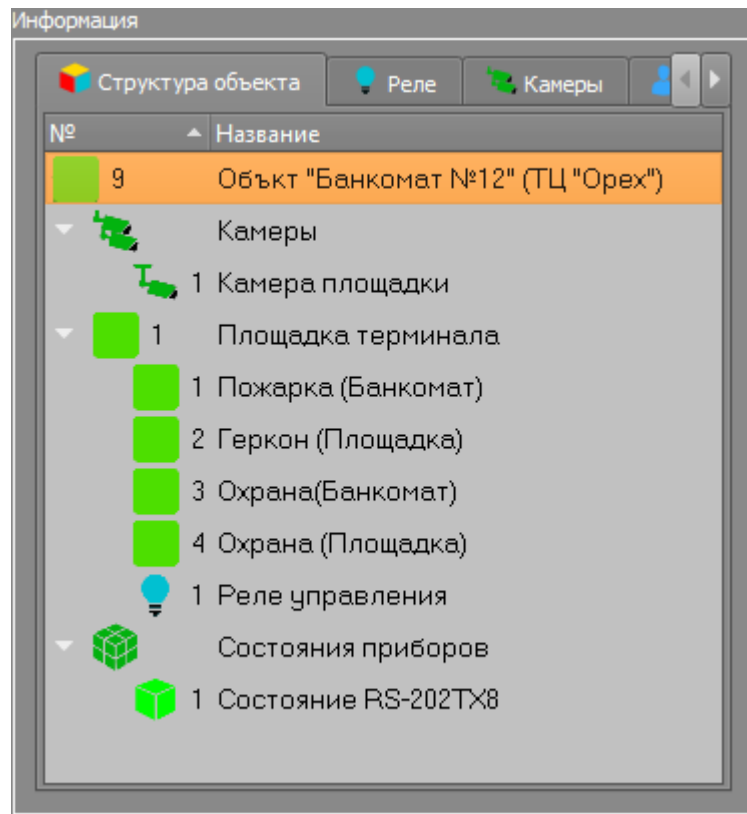 Информация
Структура объекта Реле Камеры
№ Название
9 Объкт "Банкомат №12" (ТЦ "Орех")
Камеры
1 Камера площадки
1 Площадка терминала
1 Пожарка (Банкомат)
2 Геркон (Площадка)
3 Охрана(Банкомат)
4 Охрана (Площадка)
1 Реле управления
Состояния приборов
1 Состояние RS-202TX8